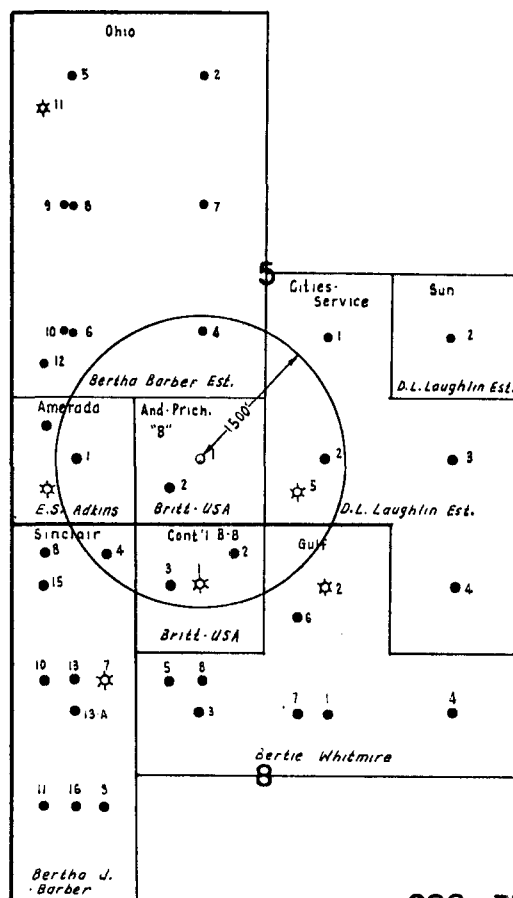 Ohio
5
2
11
9
8
7
5
Cities-
Service
Sun
10
6
4
1
2
12
Bertha Barber Est.
D.L. Laughlin Est.
Amerada
And-Prich.
"B"
1500'
1
1
2
3
2
5
E.S. Adkins
Britt-USA
D.L. Laughlin Est.
Sinclair
Cont'l B-8
Gulf
8
4
2
15
3
1
2
4
6
Britt-USA
10
13
7
5
8
13-A
3
7
1
4
Bertie Whitmire
8
11
16
9
Bertha J.
Barber